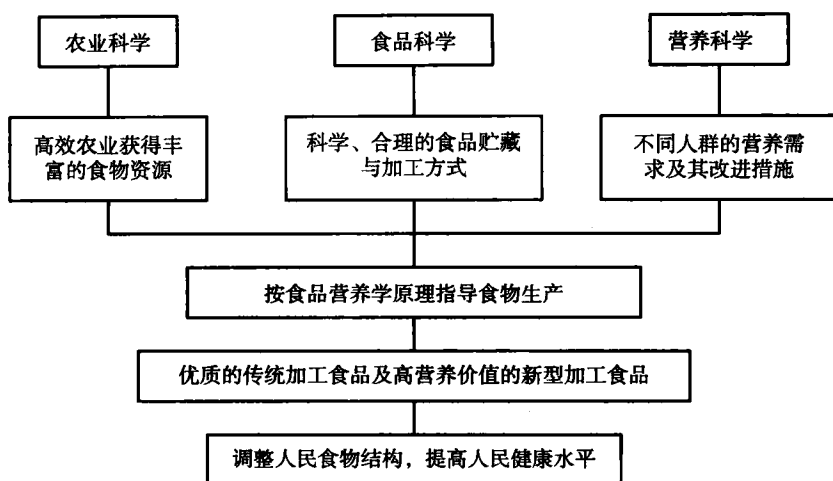 农业科学
食品科学
营养科学
高效农业获得丰
富的食物资源
科学、合理的食品贮藏
与加工方式
不同人群的营养需
求及其改进措施
按食品营养学原理指导食物生产
优质的传统加工食品及高营养价值的新型加工食品
调整人民食物结构，提高人民健康水平